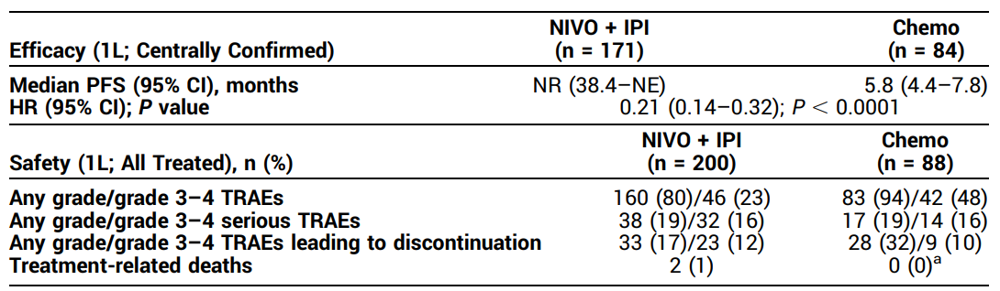 NIVO + IPI Chemo
Efficacy (1L; Centrally Confirmed) (n = 171) (n = 84)
Median PFS (95% CI), months NR (38.4–NE) 5.8 (4.4–7.8)
HR (95% CI); P value 0.21 (0.14–0.32); P < 0.0001
NIVO + IPI Chemo
Safety (1L; All Treated), n (%) (n = 200) (n = 88)
Any grade/grade 3–4 TRAEs 160 (80)/46 (23) 83 (94)/42 (48)
Any grade/grade 3–4 serious TRAEs 38 (19)/32 (16) 17 (19)/14 (16)
Any grade/grade 3–4 TRAEs leading to discontinuation 33 (17)/23 (12) 28 (32)/9 (10)
Treatment-related deaths 2 (1) 0 (0)a